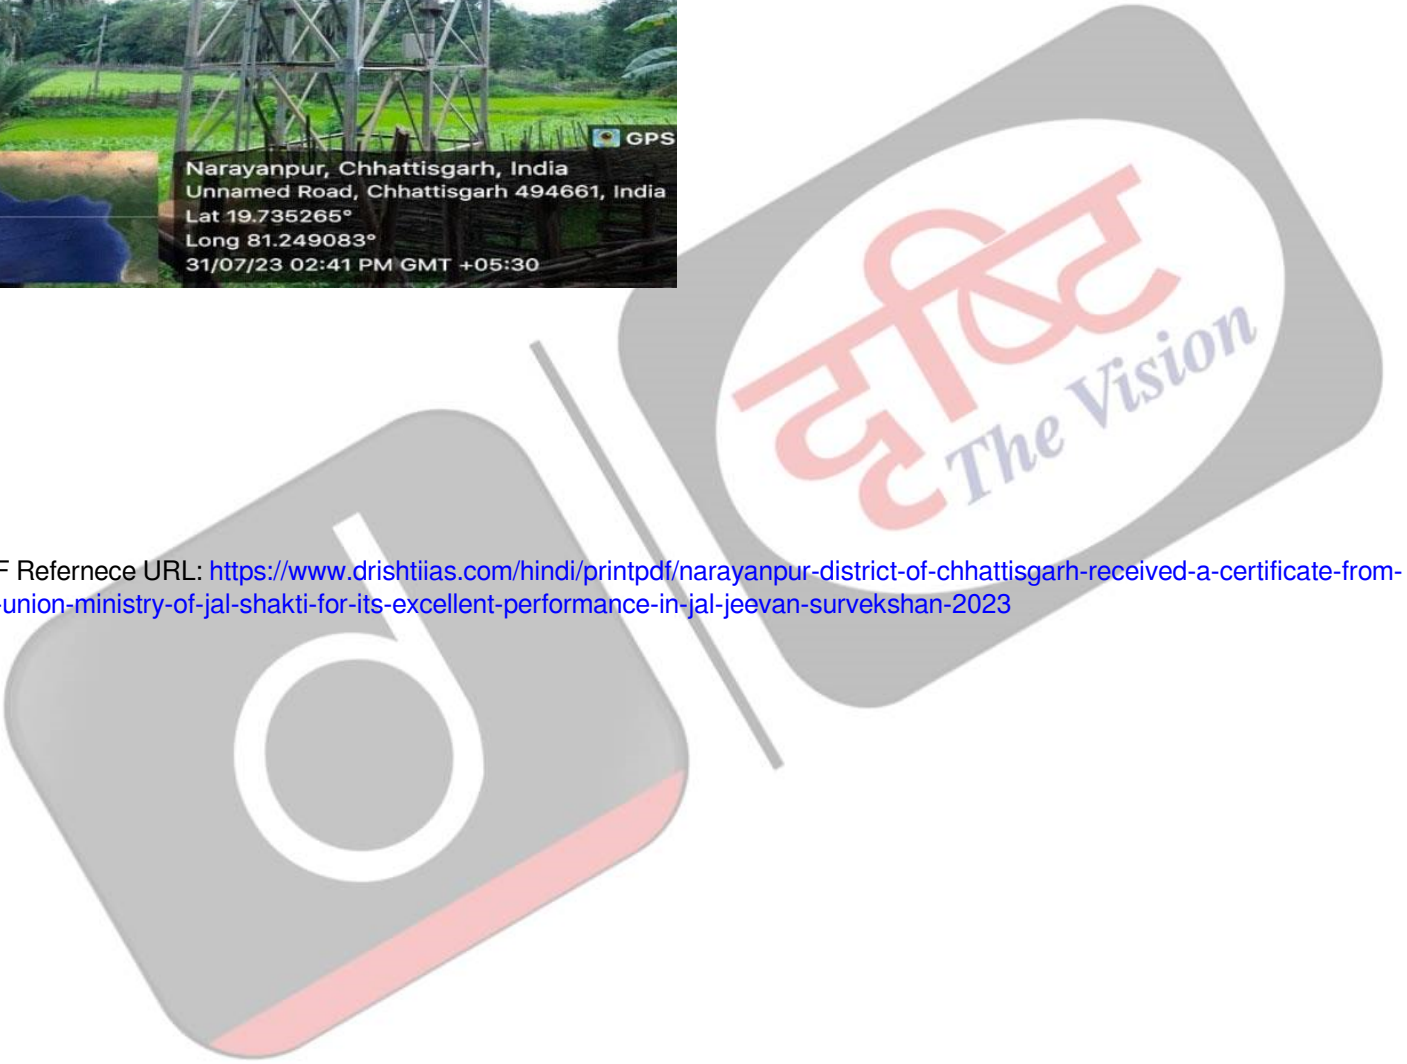 GPS
Narayanpur, Chhattisgarh, India
Unnamed Road, Chhattisgarh 494661, India
Lat 19.735265°
Long 81.249083°
31/07/23 02:41 PM GMT +05:30
दृष्टि
The Vision
d
F Refernece URL: https://www.drishtiias.com/hindi/printpdf/narayanpur-district-of-chhattisgarh-received-a-certificate-from-
-union-ministry-of-jal-shakti-for-its-excellent-performance-in-jal-jeevan-survekshan-2023